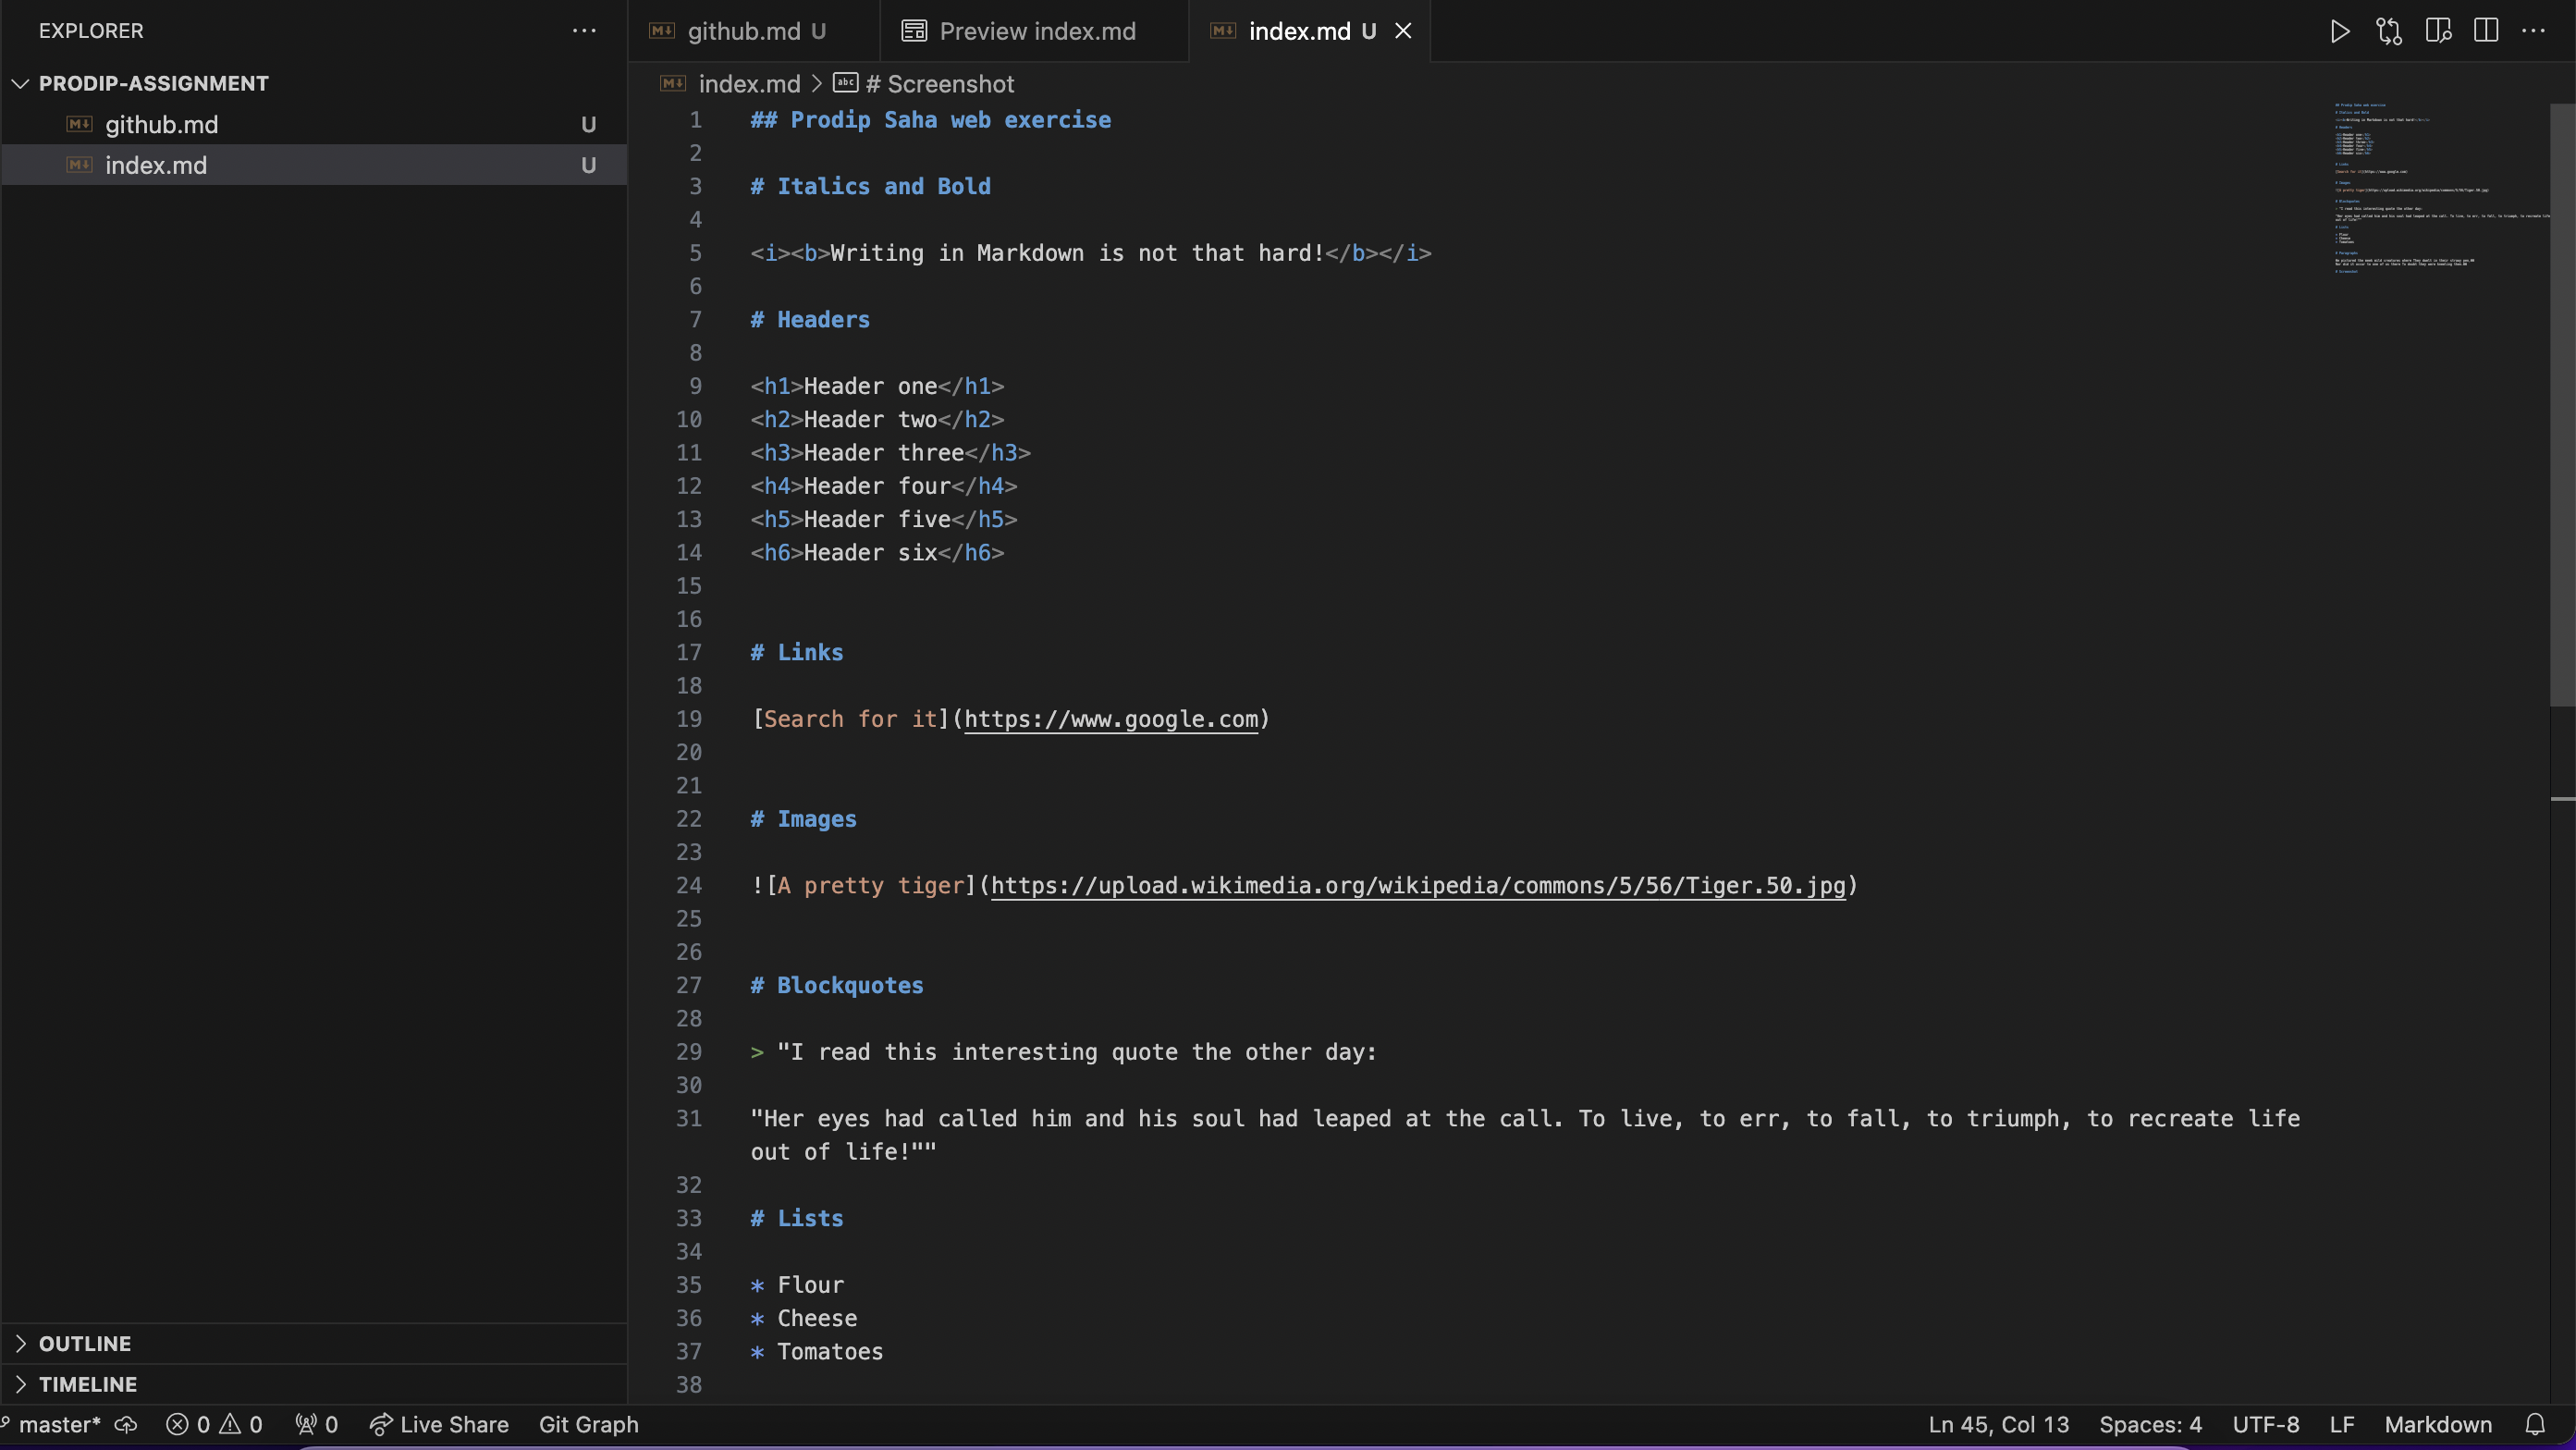 EXPLORER
PRODIP-ASSIGNMENT
github.md U
index.md U
OUTLINE
TIMELINE
github.md U
Preview index.md
index.md U
index.md > # Screenshot
1 ## Prodip Saha web exercise
2
3 # Italics and Bold
4
5 <i><b>Writing in Markdown is not that hard!</b></i>
6
7 # Headers
8
9 <h1>Header one</h1>
10 <h2>Header two</h2>
11 <h3>Header three</h3>
12 <h4>Header four</h4>
13 <h5>Header five</h5>
14 <h6>Header six</h6>
15
16
17 # Links
18
19 [Search for it](https://www.google.com)
20
21
22 # Images
23
24 ![A pretty tiger](https://upload.wikimedia.org/wikipedia/commons/5/56/Tiger.50.jpg)
25
26
27 # Blockquotes
28
29 > "I read this interesting quote the other day:
30
31 "Her eyes had called him and his soul had leaped at the call. To live, to err, to fall, to triumph, to recreate life
out of life!""
32
33 # Lists
34
35 * Flour
36 * Cheese
37 * Tomatoes
38
master* 0 0 0 Live Share Git Graph Ln 45, Col 13 Spaces: 4 UTF-8 LF Markdown